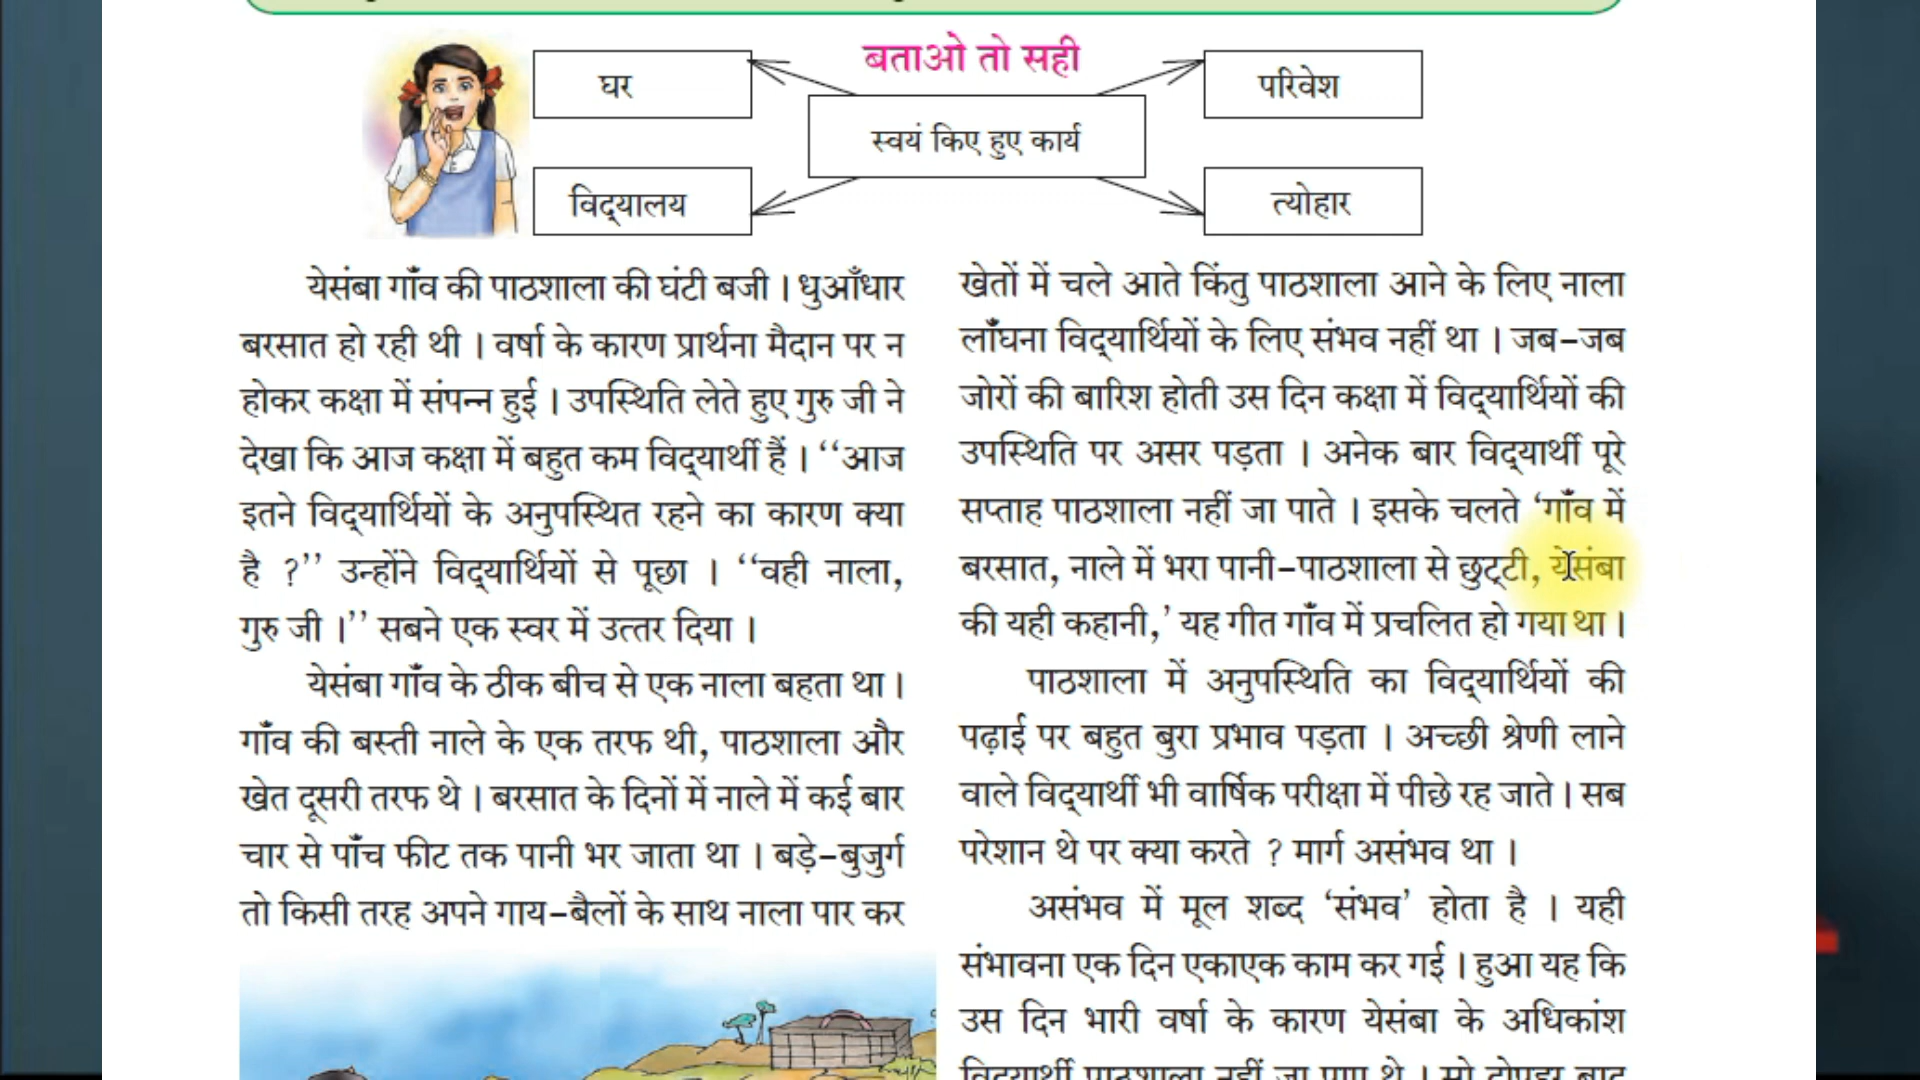 बताओ तो सही
घर
परिवेश
स्वयं किए हुए कार्य
विद्‌यालय
त्योहार
येसंबा गाँव की पाठशाला की घंटी बजी । धुआँधार
बरसात हो रही थी । वर्षा के कारण प्रार्थना मैदान पर न
होकर कक्षा में संपन्न हुई । उपस्थिति लेते हुए गुरु जी ने
देखा कि आज कक्षा में बहुत कम विद्‌यार्थी हैं । ‘‘आज
इतने विद्‌यार्थियों के अनुपस्थित रहने का कारण क्या
है ?’’ उन्होंने विद्‌यार्थियों से पूछा । ‘‘वही नाला,
गुरु जी ।’’ सबने एक स्वर में उत्तर दिया ।
येसंबा गाँव के ठीक बीच से एक नाला बहता था ।
गाँव की बस्ती नाले के एक तरफ थी, पाठशाला और
खेत दूसरी तरफ थे । बरसात के दिनों में नाले में कई बार
चार से पाँच फीट तक पानी भर जाता था । बड़े-बुजुर्ग
तो किसी तरह अपने गाय-बैलों के साथ नाला पार कर
खेतों में चले आते किंतु पाठशाला आने के लिए नाला
लाँघना विद्‌यार्थियों के लिए संभव नहीं था । जब-जब
जोरों की बारिश होती उस दिन कक्षा में विद्‌यार्थियों की
उपस्थिति पर असर पड़ता । अनेक बार विद्‌यार्थी पूरे
सप्ताह पाठशाला नहीं जा पाते । इसके चलते ‘गाँव में
बरसात, नाले में भरा पानी-पाठशाला से छुट्‌टी, येसंबा
की यही कहानी,’ यह गीत गाँव में प्रचलित हो गया था ।
पाठशाला में अनुपस्थिति का विद्‌यार्थियों की
पढ़ाई पर बहुत बुरा प्रभाव पड़ता । अच्छी श्रेणी लाने
वाले विद्‌यार्थी भी वार्षिक परीक्षा में पीछे रह जाते । सब
परेशान थे पर क्या करते ? मार्ग असंभव था ।
असंभव में मूल शब्द ‘संभव’ होता है । यही
संभावना एक दिन एकाएक काम कर गई । हुआ यह कि
उस दिन भारी वर्षा के कारण येसंबा के अधिकांश
विद्‌यार्थी पाठशाला नहीं जा पाए थे । सो दोपहर बाद